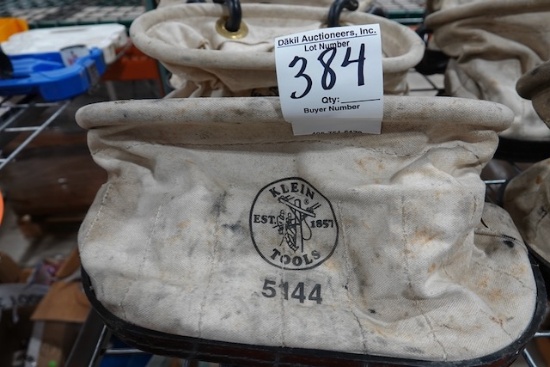 Dakil Auctioneers, Inc.
Lot Number
384
Qty:
Buyer Number
KLEIN
EST. 1857
TOOLS
5144